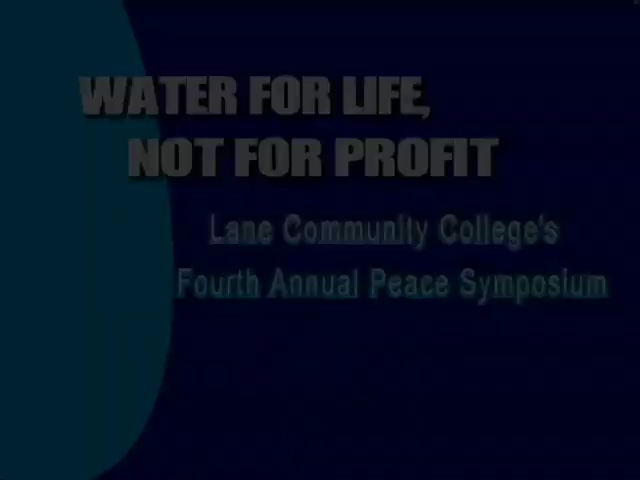 WATER FOR LIFE,
NOT FOR PROFIT
Lane Community College's
Fourth Annual Peace Symposium